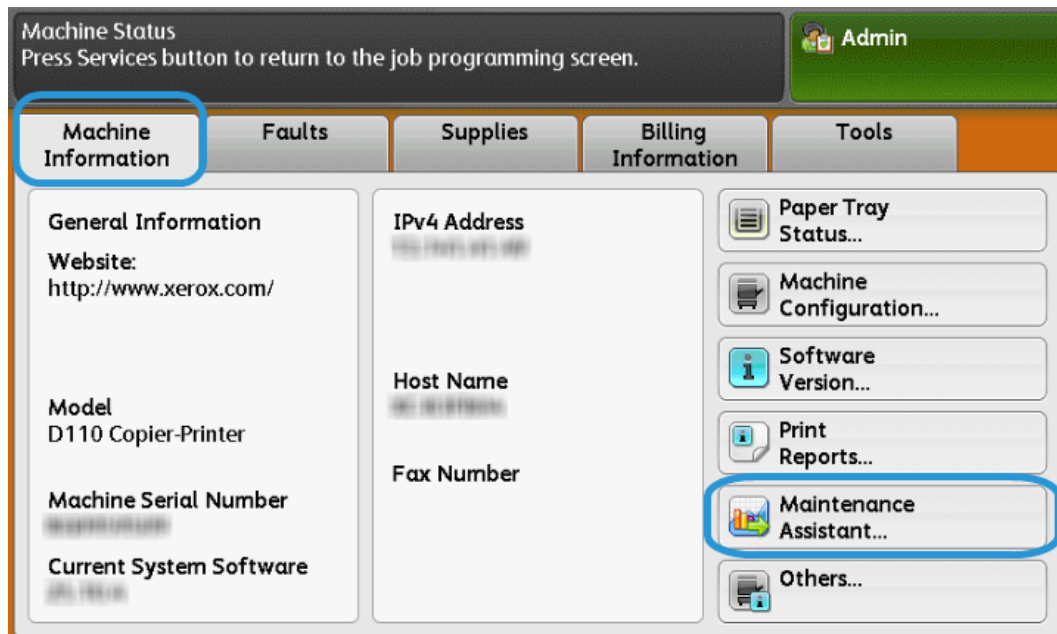 Machine Status
Press Services button to return to the job programming screen.
Admin
Machine
Information
Faults
Supplies
Billing
Information
Tools
General Information
Website:
http://www.xerox.com/
Model
D110 Copier-Printer
Machine Serial Number
Current System Software
IPv4 Address
Host Name
Fax Number
Paper Tray
Status...
Machine
Configuration...
Software
Version...
Print
Reports...
Maintenance
Assistant...
Others...